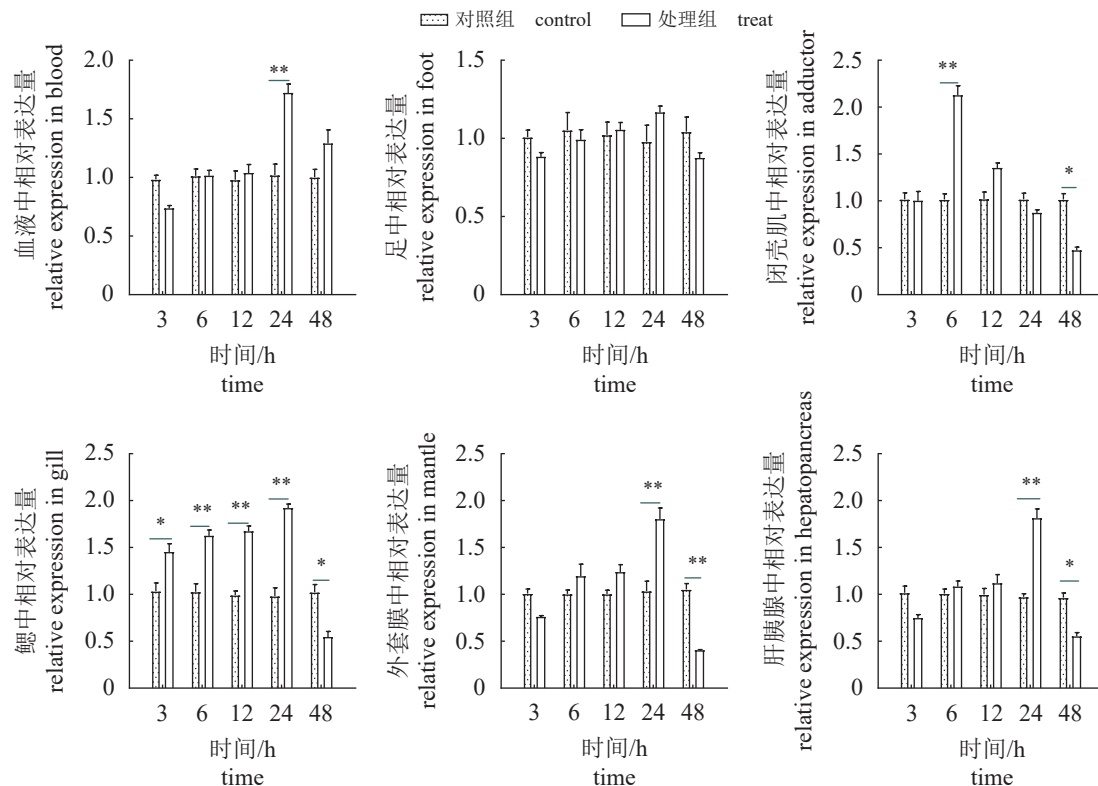 对照组 control 处理组 treat
血液中相对表达量
relative expression in blood
2.0
1.5
1.0
0.5
0
**
3 6 12 24 48
时间/h
time
足中相对表达量
relative expression in foot
1.5
1.0
0.5
0
3 6 12 24 48
时间/h
time
闭壳肌中相对表达量
relative expression in adductor
2.5
2.0
1.5
1.0
0.5
0
**
*
3 6 12 24 48
时间/h
time
鳃中相对表达量
relative expression in gill
2.5
2.0
1.5
1.0
0.5
0
* ** ** ** *
3 6 12 24 48
时间/h
time
外套膜中相对表达量
relative expression in mantle
2.5
2.0
1.5
1.0
0.5
0
**
**
3 6 12 24 48
时间/h
time
肝胰腺中相对表达量
relative expression in hepatopancreas
2.5
2.0
1.5
1.0
0.5
0
**
*
3 6 12 24 48
时间/h
time